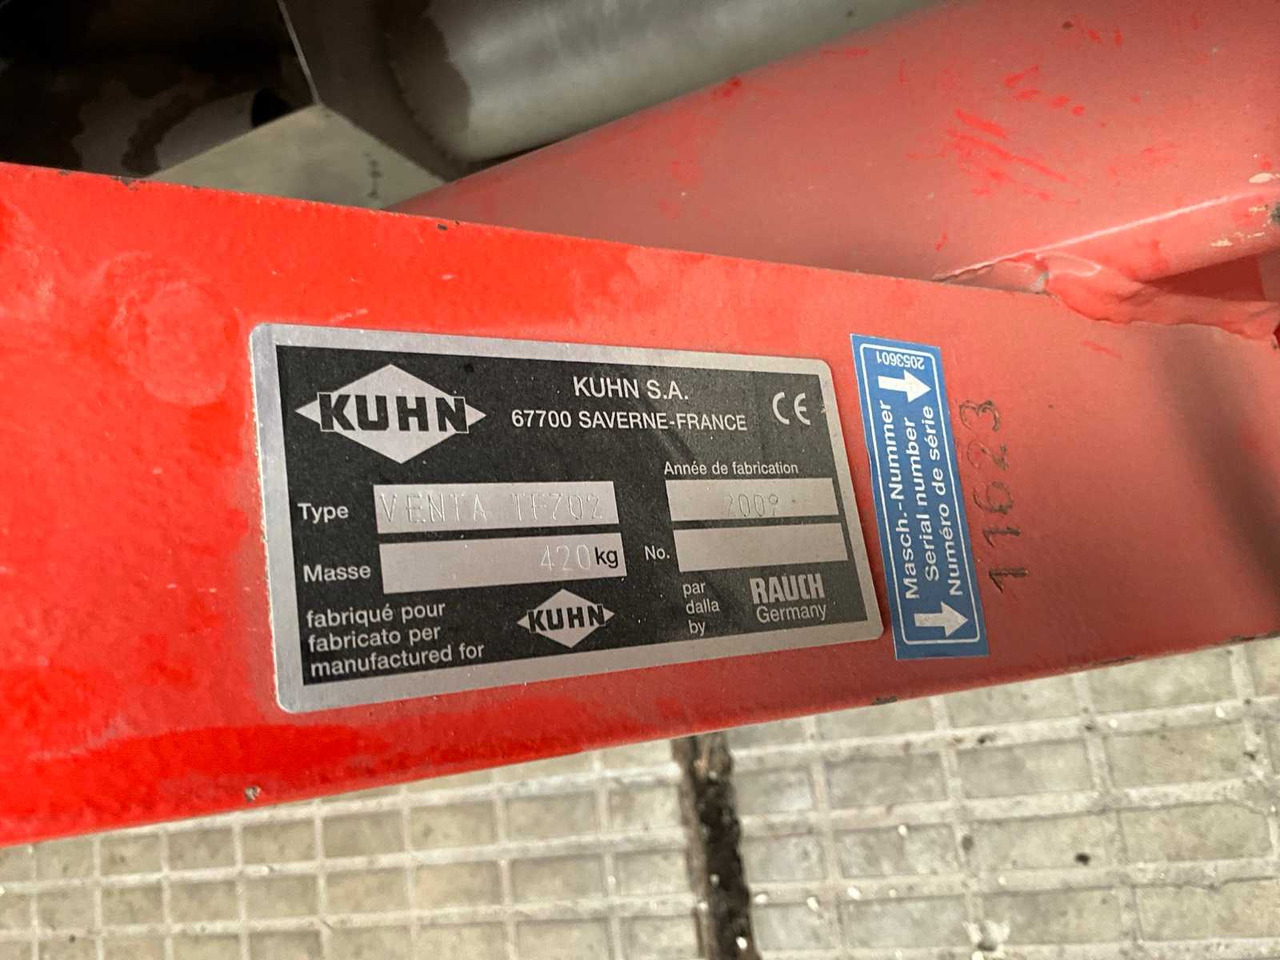 KUHN
KUHN S.A.
67700 SAVERNE-FRANCE
CE
Année de fabrication
Type VENTA TF702 2009
Masse 420 kg No.
fabriqué pour
fabricato per
manufactured for
KUHN
par
dalla
by
RAUCH
Germany
2053601
Masch.-Nummer
Serial number
Numéro de série
11623